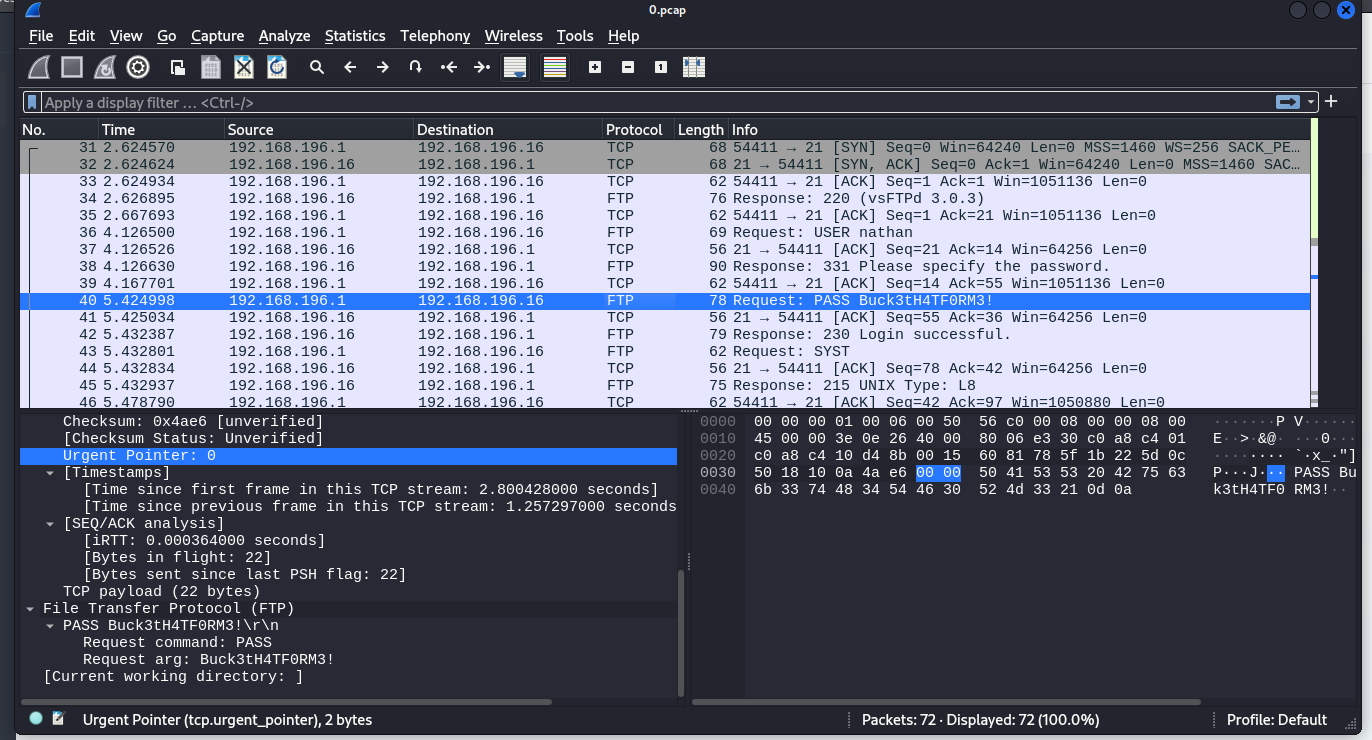 0.pcap
File Edit View Go Capture Analyze Statistics Telephony Wireless Tools Help
Apply a display filter … <Ctrl-/>
No. Time Source Destination Protocol Length Info
31 2.624570 192.168.196.1 192.168.196.16 TCP 68 54411 → 21 [SYN] Seq=0 Win=64240 Len=0 MSS=1460 WS=256 SACK_PE…
32 2.624624 192.168.196.16 192.168.196.1 TCP 68 21 → 54411 [SYN, ACK] Seq=0 Ack=1 Win=64240 Len=0 MSS=1460 SAC…
33 2.624934 192.168.196.1 192.168.196.16 TCP 62 54411 → 21 [ACK] Seq=1 Ack=1 Win=1051136 Len=0
34 2.626895 192.168.196.16 192.168.196.1 FTP 76 Response: 220 (vsFTPd 3.0.3)
35 2.667693 192.168.196.1 192.168.196.16 TCP 62 54411 → 21 [ACK] Seq=1 Ack=21 Win=1051136 Len=0
36 4.126500 192.168.196.1 192.168.196.16 FTP 69 Request: USER nathan
37 4.126526 192.168.196.16 192.168.196.1 TCP 56 21 → 54411 [ACK] Seq=21 Ack=14 Win=64256 Len=0
38 4.126630 192.168.196.16 192.168.196.1 FTP 90 Response: 331 Please specify the password.
39 4.167701 192.168.196.1 192.168.196.16 TCP 62 54411 → 21 [ACK] Seq=14 Ack=55 Win=1051136 Len=0
40 5.424998 192.168.196.1 192.168.196.16 FTP 78 Request: PASS Buck3tH4TF0RM3!
41 5.425034 192.168.196.16 192.168.196.1 TCP 56 21 → 54411 [ACK] Seq=55 Ack=36 Win=64256 Len=0
42 5.432387 192.168.196.16 192.168.196.1 FTP 79 Response: 230 Login successful.
43 5.432801 192.168.196.1 192.168.196.16 FTP 62 Request: SYST
44 5.432834 192.168.196.16 192.168.196.1 TCP 56 21 → 54411 [ACK] Seq=78 Ack=42 Win=64256 Len=0
45 5.432937 192.168.196.16 192.168.196.1 FTP 75 Response: 215 UNIX Type: L8
46 5.478790 192.168.196.1 192.168.196.16 TCP 62 54411 → 21 [ACK] Seq=42 Ack=97 Win=1050880 Len=0
Checksum: 0x4ae6 [unverified]
[Checksum Status: Unverified]
Urgent Pointer: 0
[Timestamps]
[Time since first frame in this TCP stream: 2.800428000 seconds]
[Time since previous frame in this TCP stream: 1.257297000 seconds
[SEQ/ACK analysis]
[iRTT: 0.000364000 seconds]
[Bytes in flight: 22]
[Bytes sent since last PSH flag: 22]
TCP payload (22 bytes)
File Transfer Protocol (FTP)
PASS Buck3tH4TF0RM3!\r\n
Request command: PASS
Request arg: Buck3tH4TF0RM3!
[Current working directory: ]
0000 00 00 00 01 00 06 00 50 56 c0 00 08 00 00 08 00 ·······P V·······
0010 45 00 00 3e 0e 26 40 00 80 06 e3 30 c0 a8 c4 01 E··>·&@· ···0····
0020 c0 a8 c4 10 d4 8b 00 15 60 81 78 5f 1b 22 5d 0c ········ `·x_·"]
0030 50 18 10 0a 4a e6 00 00 50 41 53 53 20 42 75 63 P···J··· PASS Bu
0040 6b 33 74 48 34 54 46 30 52 4d 33 21 0d 0a k3tH4TF0 RM3!··
Urgent Pointer (tcp.urgent_pointer), 2 bytes
Packets: 72 · Displayed: 72 (100.0%)
Profile: Default